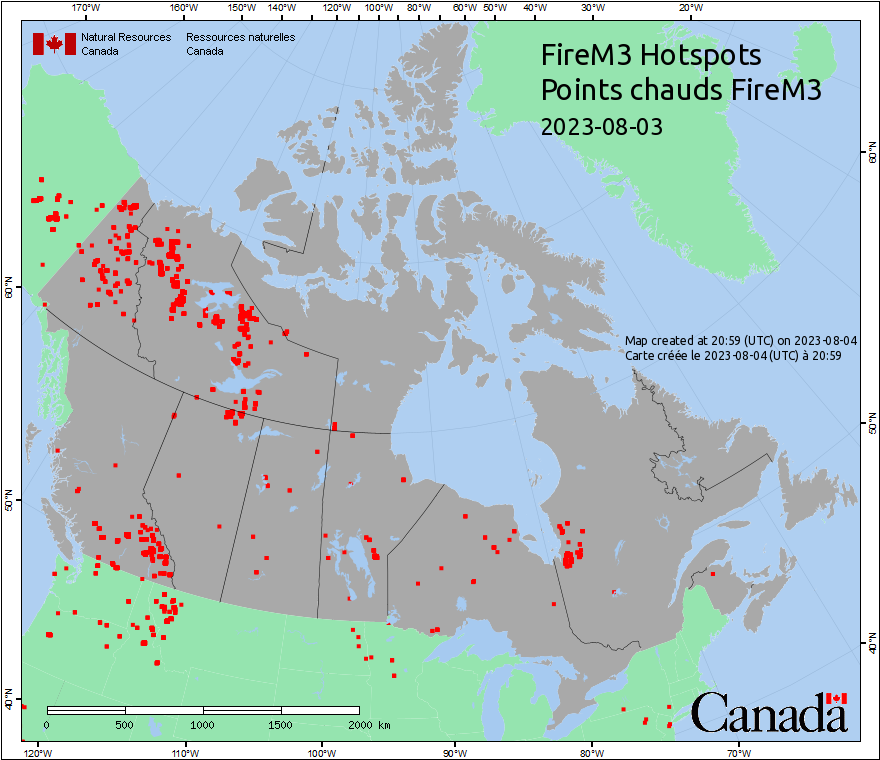 170°W 160°W 150°W 140°W 120°W 100°W 80°W 60°W 50°W 40°W 30°W 20°W
Natural Resources Canada
Ressources naturelles Canada
FireM3 Hotspots
Points chauds FireM3
2023-08-03
60°N
60°N
Map created at 20:59 (UTC) on 2023-08-04
Carte créée le 2023-08-04 (UTC) à 20:59
50°N
50°N
40°N
40°N
0 500 1000 1500 2000 km
Canada
120°W 110°W 100°W 90°W 80°W 70°W